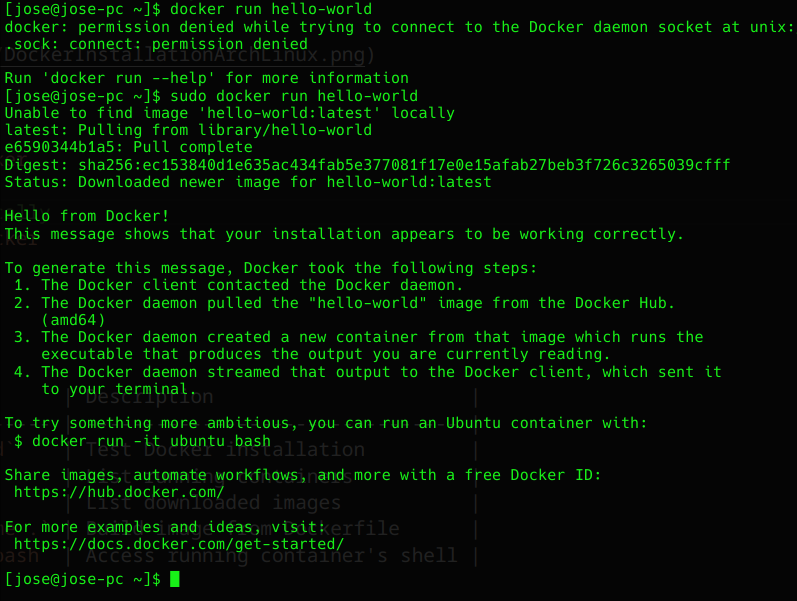 [jose@jose-pc ~]$ docker run hello-world
docker: permission denied while trying to connect to the Docker daemon socket at unix:
.sock: connect: permission denied
DockerInstallationArchLinux.png)
Run 'docker run --help' for more information
[jose@jose-pc ~]$ sudo docker run hello-world
Unable to find image 'hello-world:latest' locally
latest: Pulling from library/hello-world
e6590344b1a5: Pull complete
Digest: sha256:ec153840d1e635ac434fab5e377081f17e0e15afab27beb3f726c3265039cfff
Status: Downloaded newer image for hello-world:latest
Hello from Docker!
This message shows that your installation appears to be working correctly.
To generate this message, Docker took the following steps:
1. The Docker client contacted the Docker daemon.
2. The Docker daemon pulled the "hello-world" image from the Docker Hub.
(amd64)
3. The Docker daemon created a new container from that image which runs the
executable that produces the output you are currently reading.
4. The Docker daemon streamed that output to the Docker client, which sent it
to your terminal.
| Description |
To try something more ambitious, you can run an Ubuntu container with:
$ docker run -it ubuntu bash
| Test Docker installation |
Share images, automate workflows, and more with a free Docker ID:
https://hub.docker.com/
| List downloaded images |
For more examples and ideas, visit:
https://docs.docker.com/get-started/
bash | Access running container's shell |
[jose@jose-pc ~]$